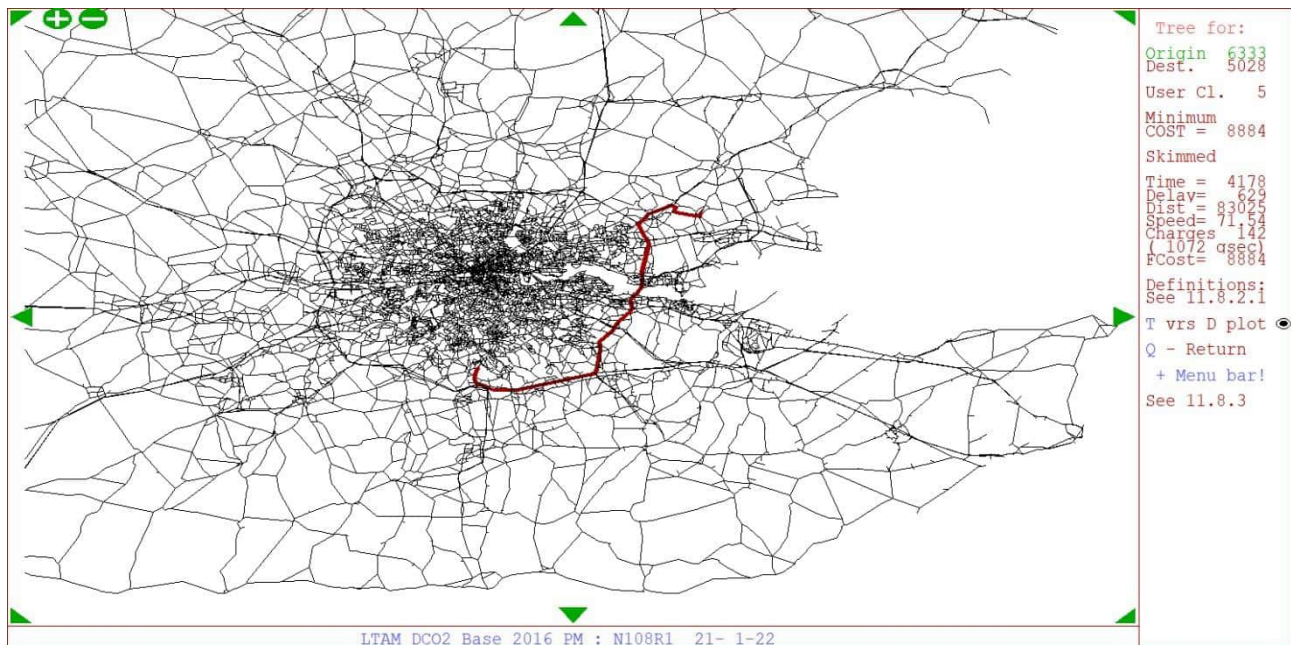 Tree for:
Origin 6333
Dest. 5028
User Cl. 5
Minimum
COST = 8884
Skimmed
Time = 4178
Delay= 629
Dist = 83025
Speed= 71.54
Charges 142
( 1072 gsec)
FCost= 8884
Definitions:
See 11.8.2.1
T vrs D plot
Q - Return
+ Menu bar!
See 11.8.3
LTAM DCO2 Base 2016 PM : N108R1 21- 1-22